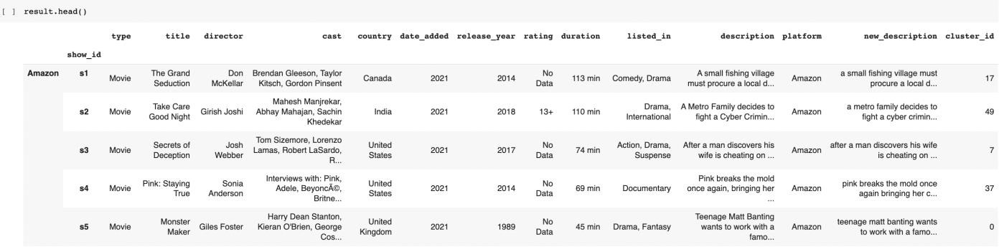 [ ] result.head()
type title director cast country date_added release_year rating duration listed_in description platform new_description cluster_id
show_id
Amazon s1 Movie The Grand Seduction Don McKellar Brendan Gleeson, Taylor Kitsch, Gordon Pinsent Canada 2021 2014 No Data 113 min Comedy, Drama A small fishing village must procure a local d... Amazon a small fishing village must procure a local d... 17
s2 Movie Take Care Good Night Girish Joshi Mahesh Manjrekar, Abhay Mahajan, Sachin Khedekar India 2021 2018 13+ 110 min Drama, International A Metro Family decides to fight a Cyber Crimin... Amazon a metro family decides to fight a cyber crimin... 49
s3 Movie Secrets of Deception Josh Webber Tom Sizemore, Lorenzo Lamas, Robert LaSardo, R... United States 2021 2017 No Data 74 min Action, Drama, Suspense After a man discovers his wife is cheating on ... Amazon after a man discovers his wife is cheating on ... 7
s4 Movie Pink: Staying True Sonia Anderson Interviews with: Pink, Adele, BeyoncÃ©, Britne... United States 2021 2014 No Data 69 min Documentary Pink breaks the mold once again, bringing her ... Amazon pink breaks the mold once again bringing her c... 37
s5 Movie Monster Maker Giles Foster Harry Dean Stanton, Kieran O'Brien, George Cos... United Kingdom 2021 1989 No Data 45 min Drama, Fantasy Teenage Matt Banting wants to work with a famo... Amazon teenage matt banting wants to work with a famo... 0